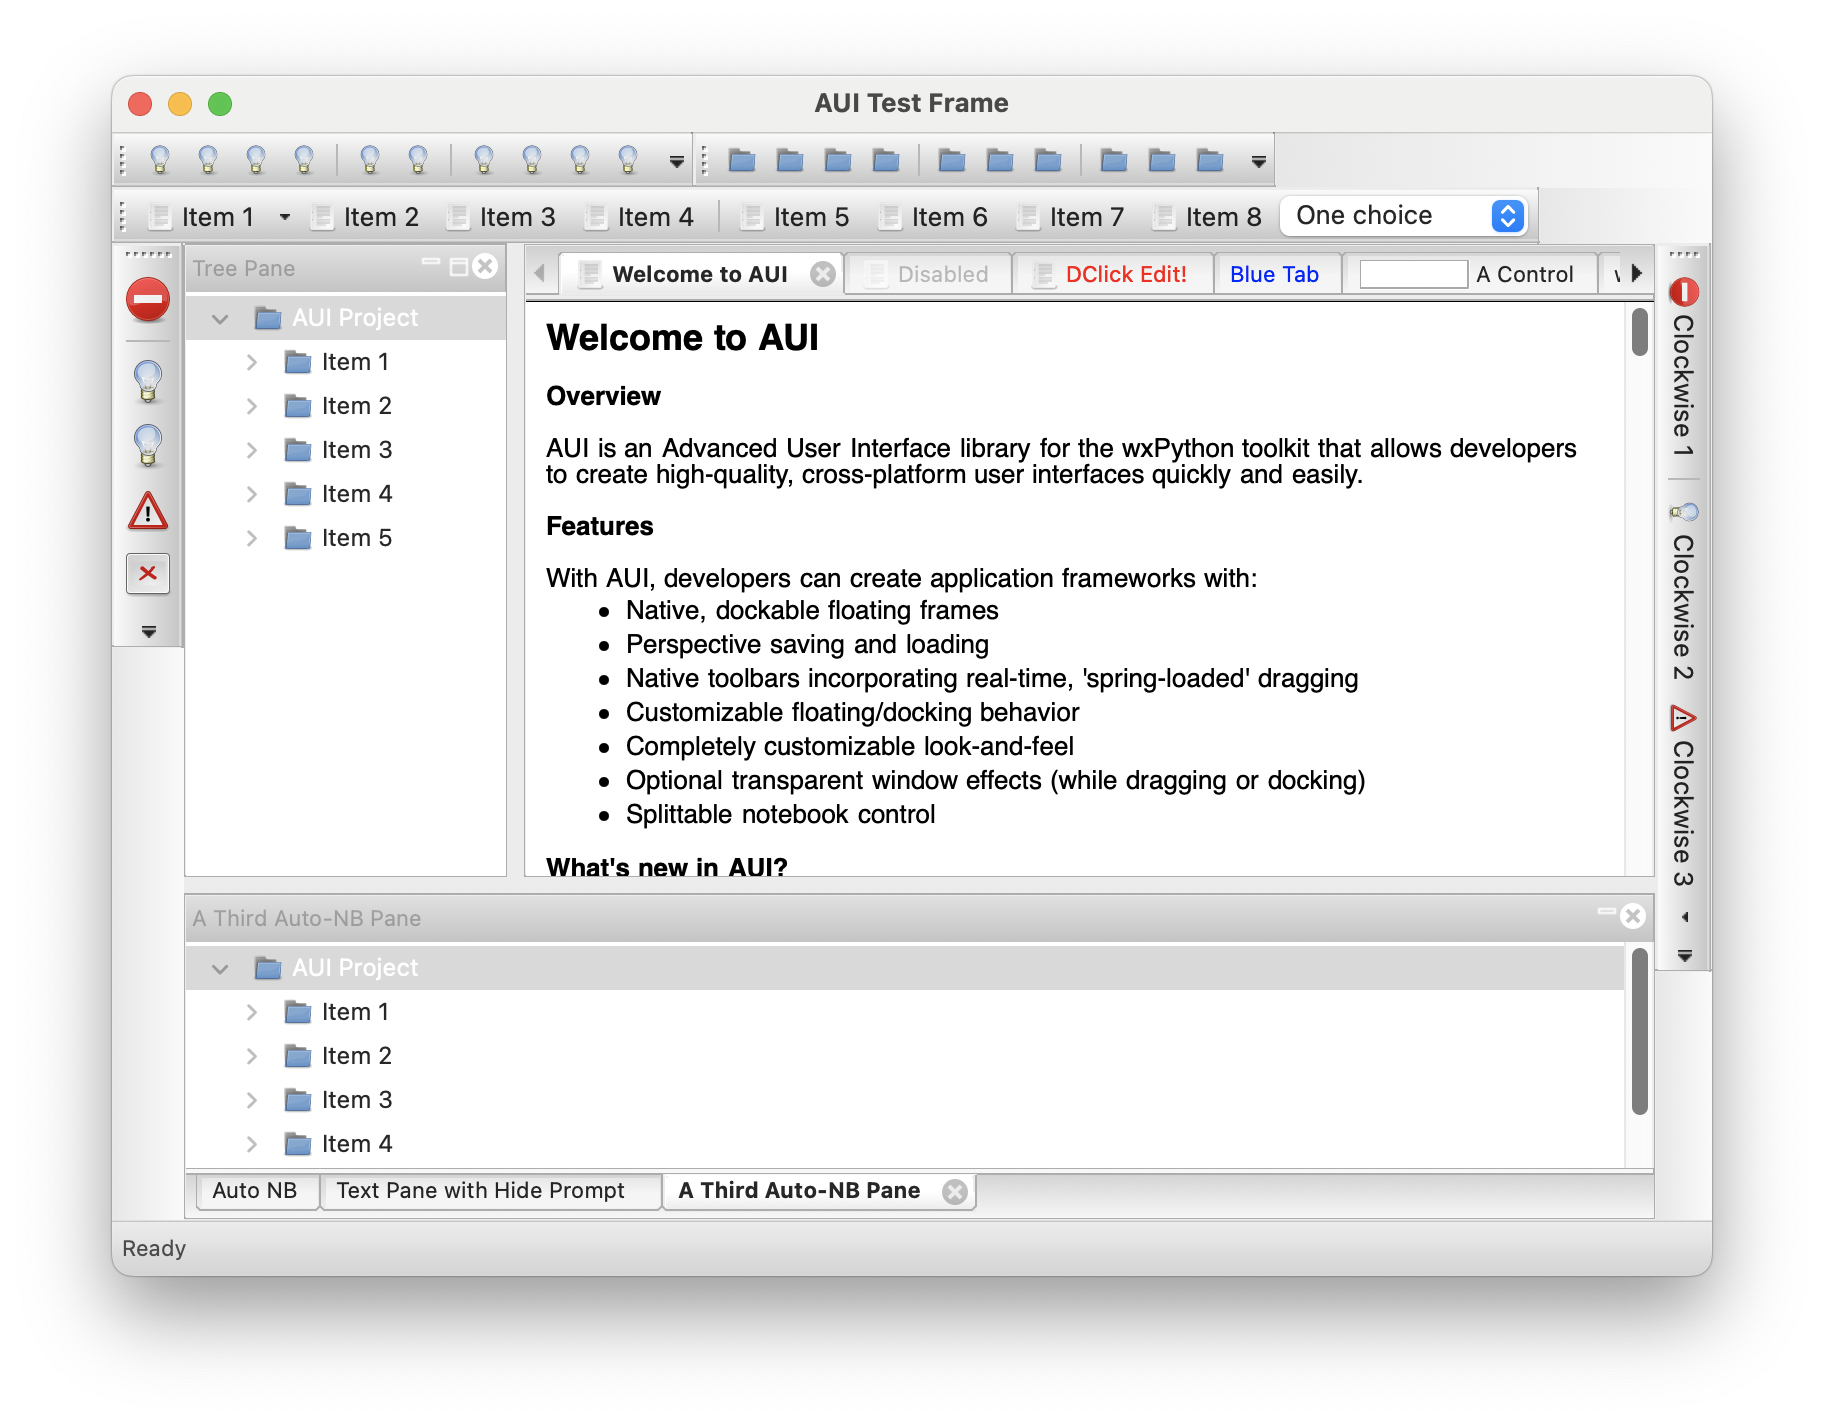 AUI Test Frame
Item 1 Item 2 Item 3 Item 4 Item 5 Item 6 Item 7 Item 8 One choice
Tree Pane
AUI Project
Item 1
Item 2
Item 3
Item 4
Item 5
Welcome to AUI Disabled DClick Edit! Blue Tab A Control
Welcome to AUI
Overview
AUI is an Advanced User Interface library for the wxPython toolkit that allows developers
to create high-quality, cross-platform user interfaces quickly and easily.
Features
With AUI, developers can create application frameworks with:
• Native, dockable floating frames
• Perspective saving and loading
• Native toolbars incorporating real-time, 'spring-loaded' dragging
• Customizable floating/docking behavior
• Completely customizable look-and-feel
• Optional transparent window effects (while dragging or docking)
• Splittable notebook control
What's new in AUI?
Clockwise 1
Clockwise 2
Clockwise 3
A Third Auto-NB Pane
AUI Project
Item 1
Item 2
Item 3
Item 4
Auto NB Text Pane with Hide Prompt A Third Auto-NB Pane
Ready